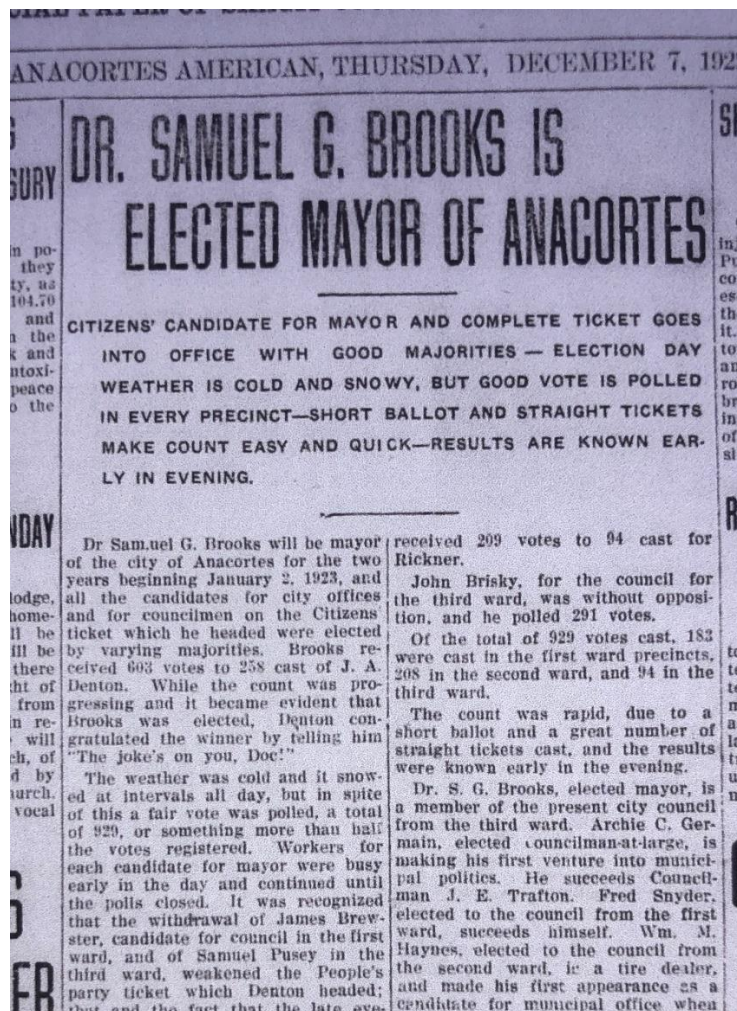 ANACORTES AMERICAN, THURSDAY, DECEMBER 7, 192
DR. SAMUEL G. BROOKS IS
ELECTED MAYOR OF ANACORTES
CITIZENS' CANDIDATE FOR MAYOR AND COMPLETE TICKET GOES
INTO OFFICE WITH GOOD MAJORITIES — ELECTION DAY
WEATHER IS COLD AND SNOWY, BUT GOOD VOTE IS POLLED
IN EVERY PRECINCT—SHORT BALLOT AND STRAIGHT TICKETS
MAKE COUNT EASY AND QUICK—RESULTS ARE KNOWN EAR-
LY IN EVENING.
Dr Samuel G. Brooks will be mayor
of the city of Anacortes for the two
years beginning January 2, 1923, and
all the candidates for city offices
and for councilmen on the Citizens'
ticket which he headed were elected
by varying majorities. Brooks re-
ceived 603 votes to 258 cast of J. A.
Denton. While the count was pro-
gressing and it became evident that
Brooks was elected, Denton con-
gratulated the winner by telling him
"The joke's on you, Doc!"
The weather was cold and it snow-
ed at intervals all day, but in spite
of this a fair vote was polled, a total
of 929, or something more than half
the votes registered. Workers for
each candidate for mayor were busy
early in the day and continued until
the polls closed. It was recognized
that the withdrawal of James Brew-
ster, candidate for council in the first
ward, and of Samuel Pusey in the
third ward, weakened the People's
party ticket which Denton headed;
that and the fact that the late eve-
received 209 votes to 94 cast for
Rickner.
John Brisky, for the council for
the third ward, was without opposi-
tion, and he polled 291 votes.
Of the total of 929 votes cast, 183
were cast in the first ward precincts,
208 in the second ward, and 94 in the
third ward.
The count was rapid, due to a
short ballot and a great number of
straight tickets cast, and the results
were known early in the evening.
Dr. S. G. Brooks, elected mayor, is
a member of the present city council
from the third ward. Archie C. Ger-
main, elected councilman-at-large, is
making his first venture into munici-
pal politics. He succeeds Council-
man J. E. Trafton. Fred Snyder,
elected to the council from the first
ward, succeeds himself. Wm. M.
Haynes, elected to the council from
the second ward, is a tire dealer,
and made his first appearance as a
candidate for municipal office when